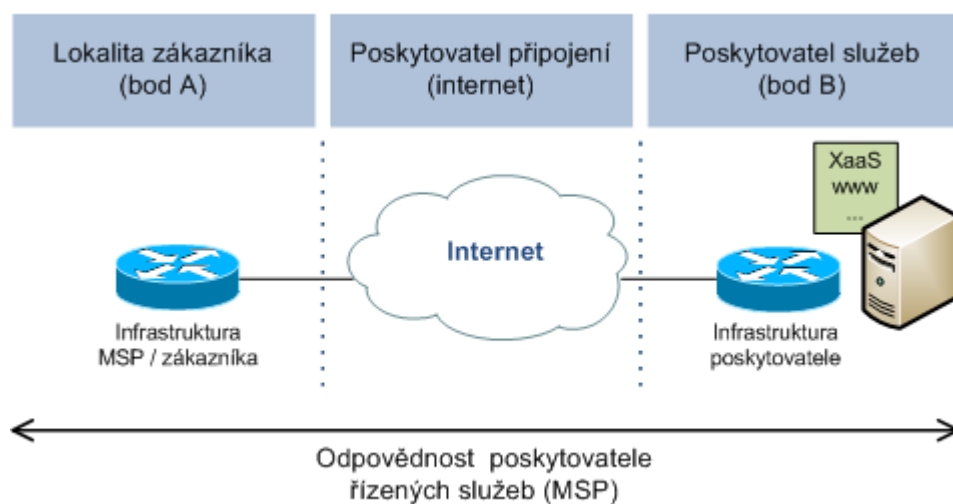 Lokalita zákazníka
(bod A)
Poskytovatel připojení
(internet)
Poskytovatel služeb
(bod B)
XaaS
www
...
Internet
Infrastruktura
MSP / zákazníka
Infrastruktura
poskytovatele
Odpovědnost poskytovatele
řízených služeb (MSP)